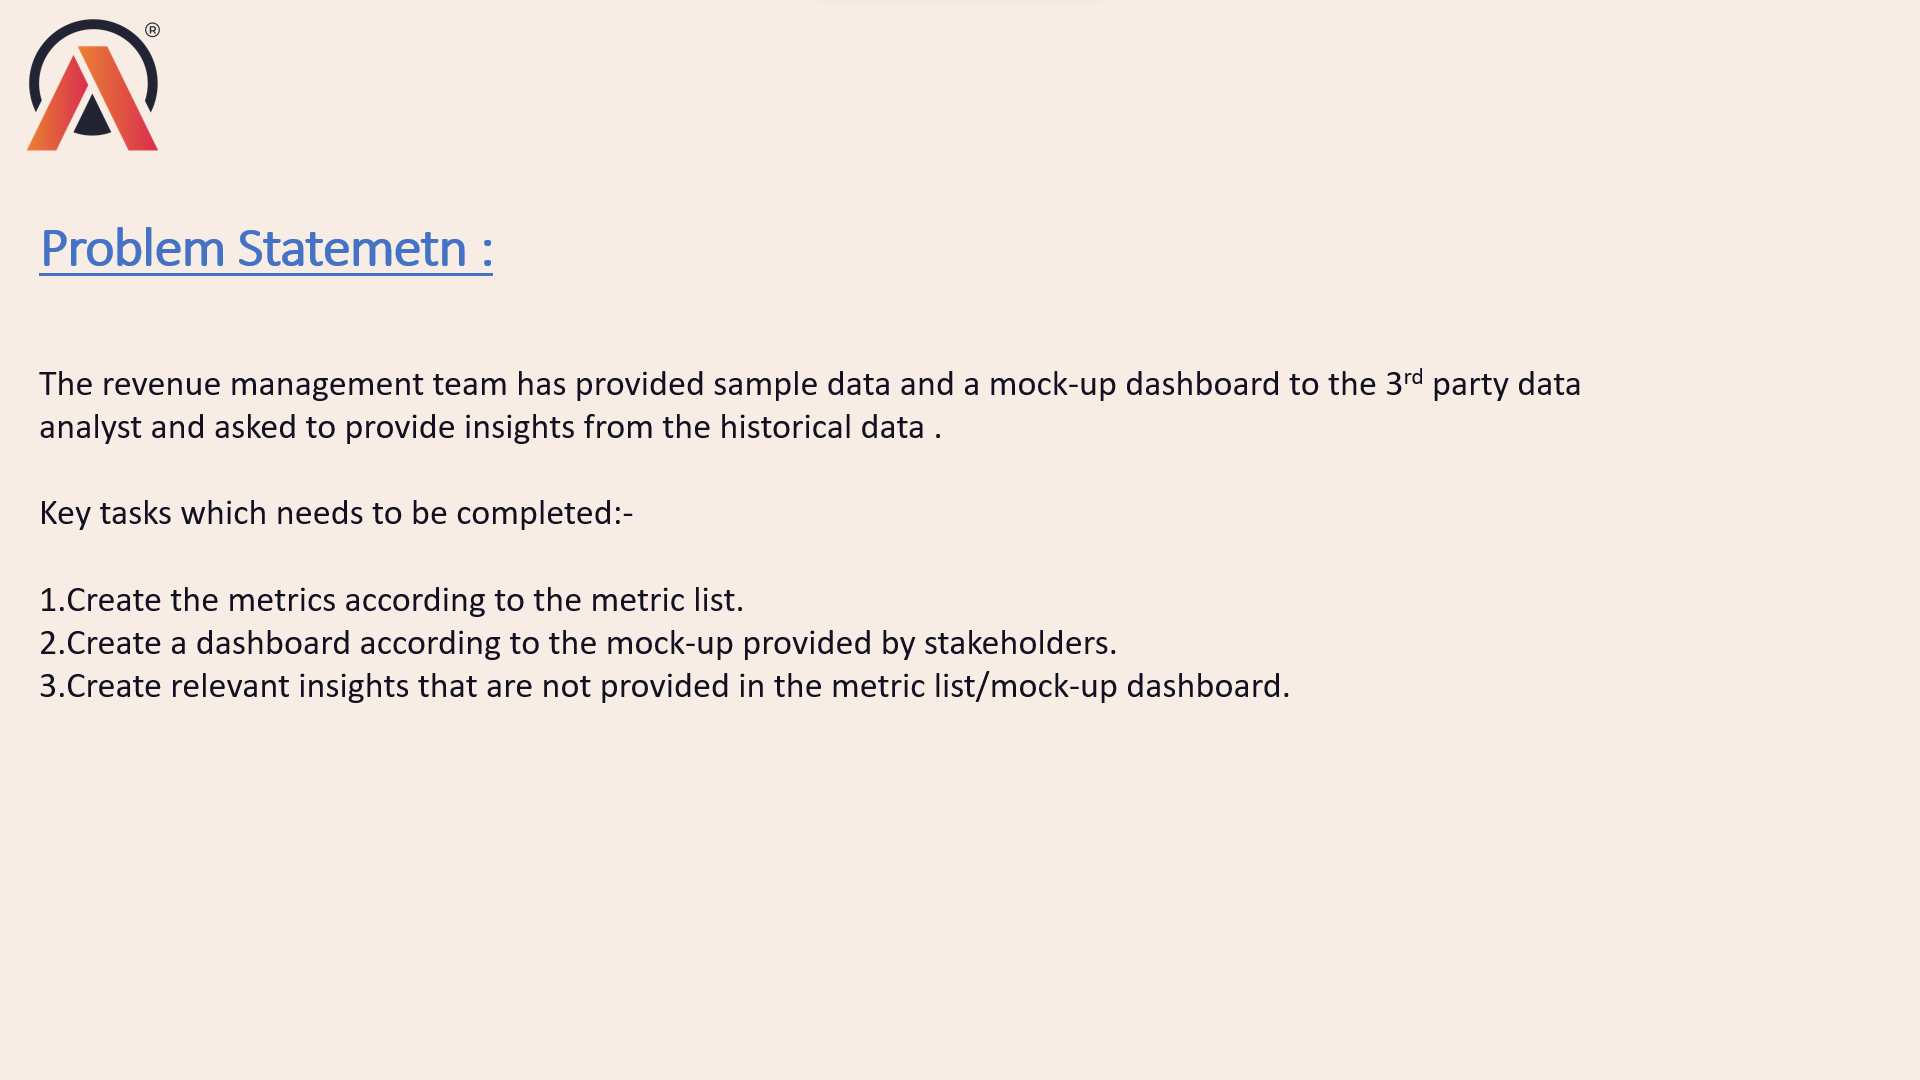 ®
Problem Statemetn :
The revenue management team has provided sample data and a mock-up dashboard to the 3rd party data
analyst and asked to provide insights from the historical data .
Key tasks which needs to be completed:-
1.Create the metrics according to the metric list.
2.Create a dashboard according to the mock-up provided by stakeholders.
3.Create relevant insights that are not provided in the metric list/mock-up dashboard.